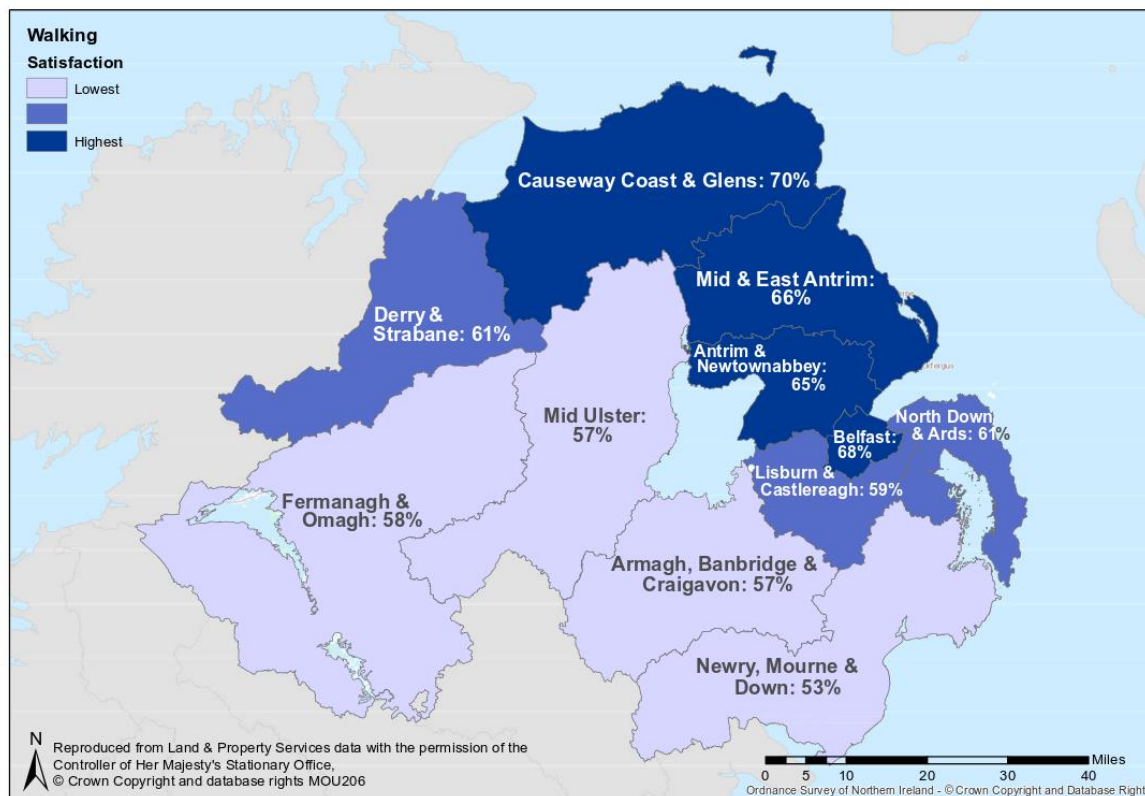 Walking
Satisfaction
Lowest
Highest
Causeway Coast & Glens: 70%
Mid & East Antrim:
66%
Derry &
Strabane: 61%
Antrim &
Newtownabbey:
65%
Mid Ulster:
57%
North Down
& Ards: 61%
Belfast:
68%
Lisburn &
Castlereagh: 59%
Fermanagh &
Omagh: 58%
Armagh, Banbridge &
Craigavon: 57%
Newry, Mourne &
Down: 53%
N
Reproduced from Land & Property Services data with the permission of the
Controller of Her Majesty's Stationary Office,
© Crown Copyright and database rights MOU206
Miles
0 5 10 20 30 40
Ordnance Survey of Northern Ireland - © Crown Copyright and Database Right